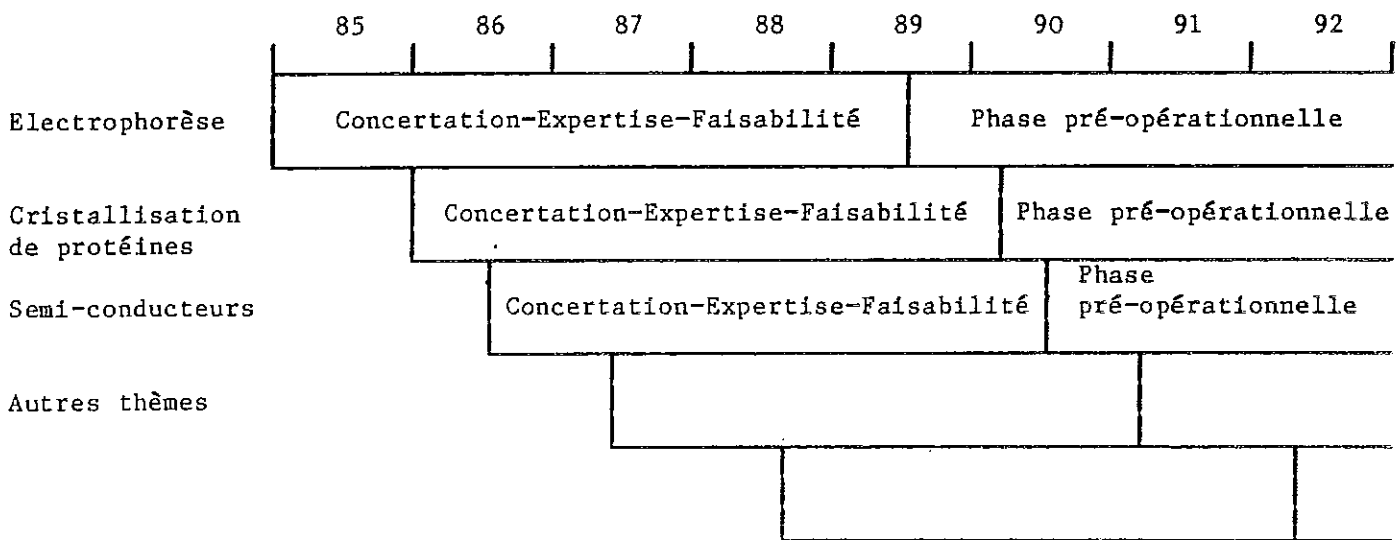 85 86 87 88 89 90 91 92
Electrophorèse Concertation-Expertise-Faisabilité Phase pré-opérationnelle
Cristallisation
de protéines
Concertation-Expertise-Faisabilité Phase pré-opérationnelle
Semi-conducteurs Concertation-Expertise-Faisabilité
Phase
pré-opérationnelle
Autres thèmes